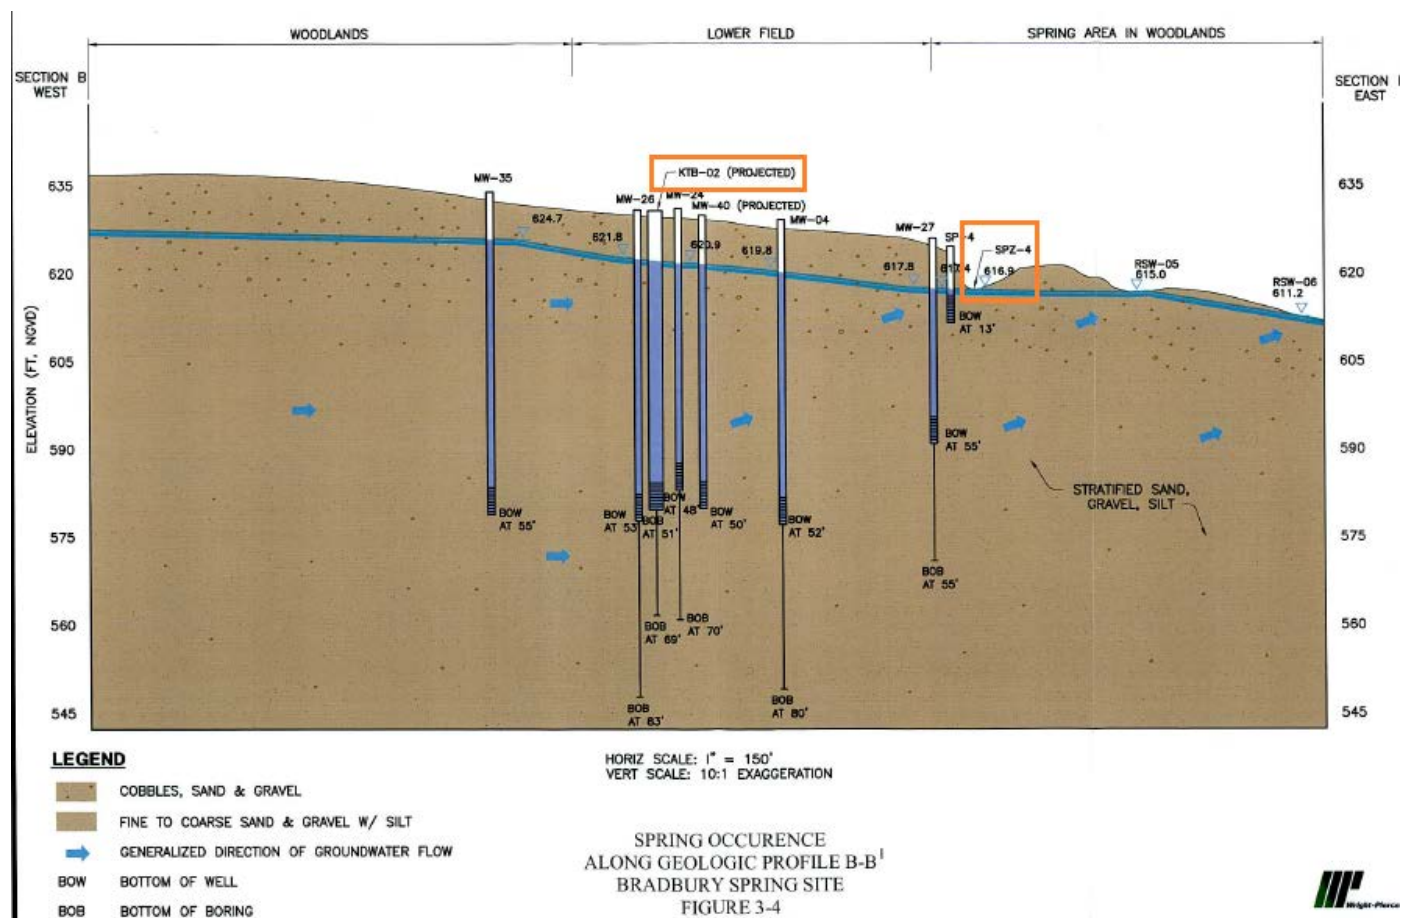 WOODLANDS
LOWER FIELD
SPRING AREA IN WOODLANDS
SECTION B
WEST
SECTION
EAST
ELEVATION (FT, NGVD)
635
620
605
590
575
560
545
635
620
605
590
575
560
545
MW-35
624.7
MW-26
621.8
KTB-02 (PROJECTED)
MW-24
MW-40 (PROJECTED)
620.9
619.8
MW-04
MW-27
617.8
SPZ-4
616.9
RSW-05
615.0
RSW-06
611.2
BOW
AT 13'
BOW
AT 55'
BOW
AT 53'
BOB
AT 51'
BOW
AT 48'
BOW
AT 50'
BOW
AT 52'
BOW
AT 55'
BOB
AT 55'
BOB
AT 69'
BOB
AT 70'
BOB
AT 80'
STRATIFIED SAND,
GRAVEL, SILT
LEGEND
COBBLES, SAND & GRAVEL
FINE TO COARSE SAND & GRAVEL W/ SILT
GENERALIZED DIRECTION OF GROUNDWATER FLOW
BOW BOTTOM OF WELL
BOB BOTTOM OF BORING
HORIZ SCALE: 1" = 150'
VERT SCALE: 10:1 EXAGGERATION
SPRING OCCURENCE
ALONG GEOLOGIC PROFILE B-B'
BRADBURY SPRING SITE
FIGURE 3-4
Wright-Pierce